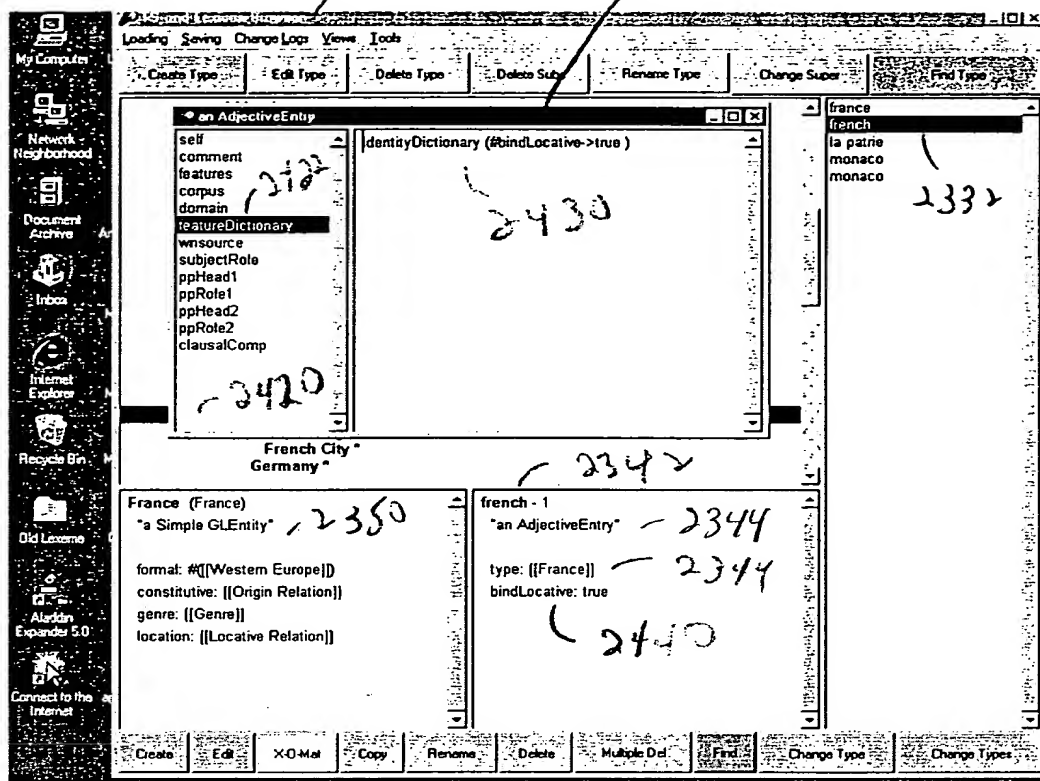 My Computer
Network Neighborhood
Document Archive
Inbox
Internet Explorer
Recycle Bin
Old Lexeme
Aladdin Expander 5.0
Connect to the Internet
Loading Saving Change Logs Views Tools
Create Type Edit Type Delete Type Delete Subs Rename Type Change Super Find Type
an AdjectiveEntry
self
comment
features
corpus
domain
featureDictionary
wnsource
subjectRole
ppHead1
ppRole1
ppHead2
ppRole2
clausalComp
2422
2420
IdentityDictionary (#bindLocative->true )
2430
france
french
la patrie
monaco
monaco
2332
French City *
Germany *
2342
France (France)
"a Simple GLEntity" 2350
formal: #([[Western Europe]])
constitutive: [[Origin Relation]]
genre: [[Genre]]
location: [[Locative Relation]]
french - 1
"an AdjectiveEntry" 2344
type: [[France]] 2344
bindLocative: true
2440
Create Edit X-O-Mat Copy Rename Delete Multiple Del Find Change Type Change Types